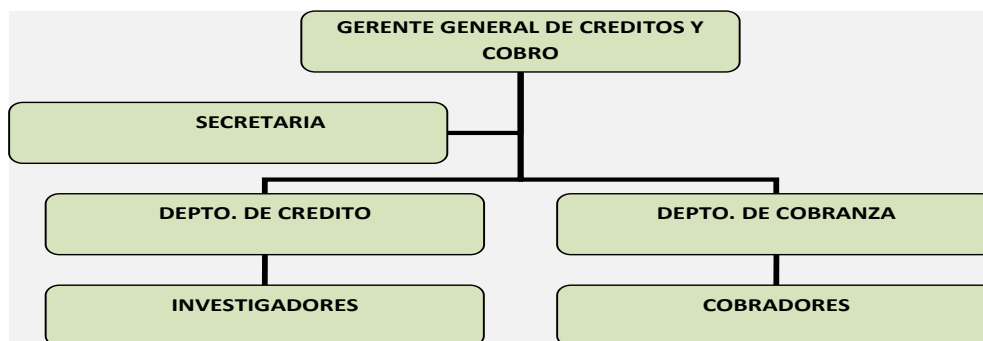 GERENTE GENERAL DE CREDITOS Y
COBRO
SECRETARIA
DEPTO. DE CREDITO
DEPTO. DE COBRANZA
INVESTIGADORES
COBRADORES